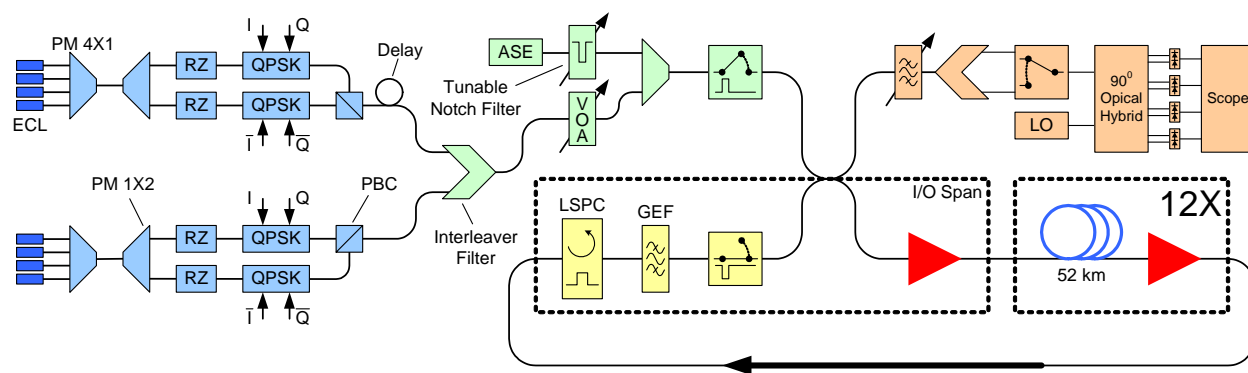 I Q
PM 4X1
RZ QPSK
RZ QPSK
I̅ Q̅
ECL
Delay
ASE
Tunable
Notch Filter
VOA
I Q
PM 1X2
RZ QPSK
RZ QPSK
I̅ Q̅
PBC
Interleaver
Filter
LO
90⁰
Opical
Hybrid
Scope
I/O Span
LSPC
GEF
12X
52 km